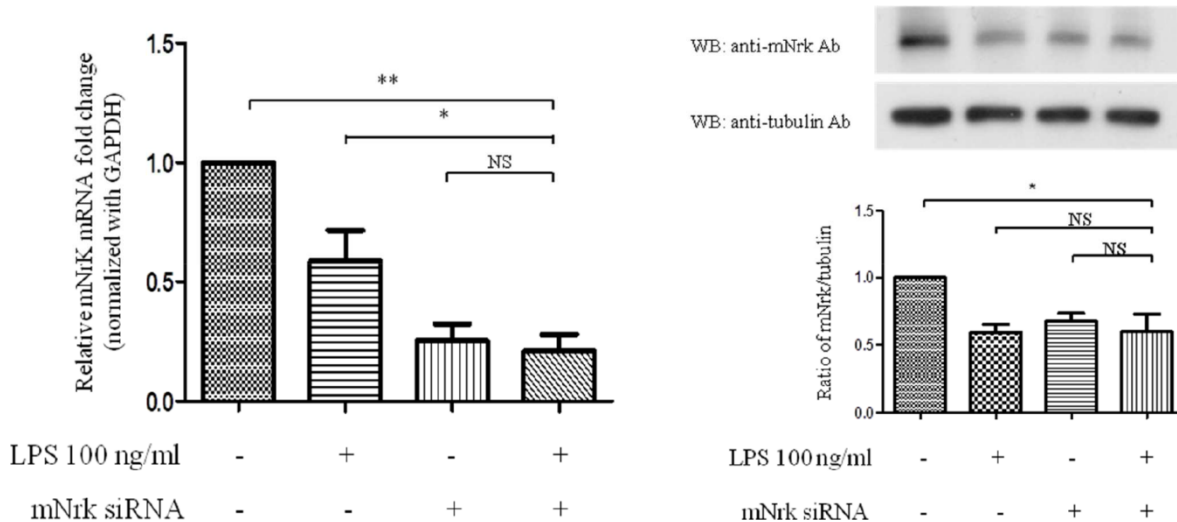 1.5
1.0
0.5
0.0
Relative mNrK mRNA fold change
(normalized with GAPDH)
**
*
NS
LPS 100 ng/ml - + - +
mNrk siRNA - - + +
WB: anti-mNrk Ab
WB: anti-tubulin Ab
1.5
1.0
0.5
0.0
Ratio of mNrk/tubulin
*
NS
NS
LPS 100 ng/ml - + - +
mNrk siRNA - - + +